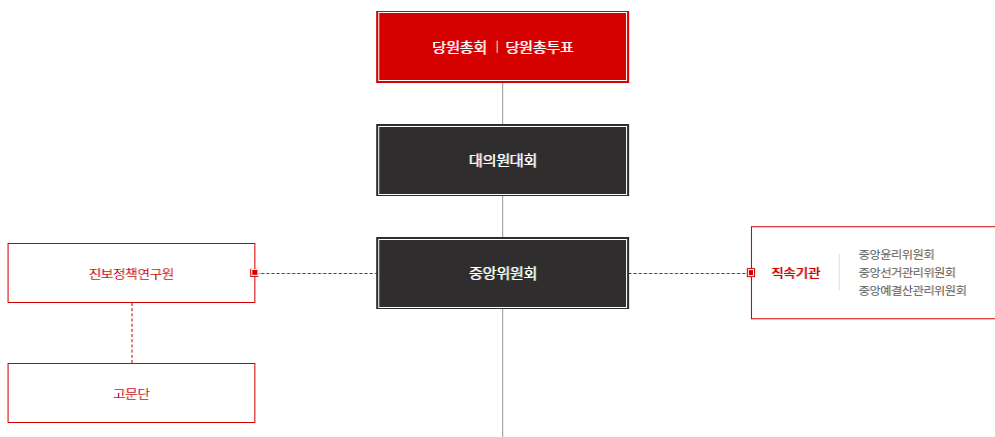 당원총회 | 당원총투표
대의원대회
중앙위원회
진보정책연구원
고문단
직속기관
중앙윤리위원회
중앙선거관리위원회
중앙예결산관리위원회